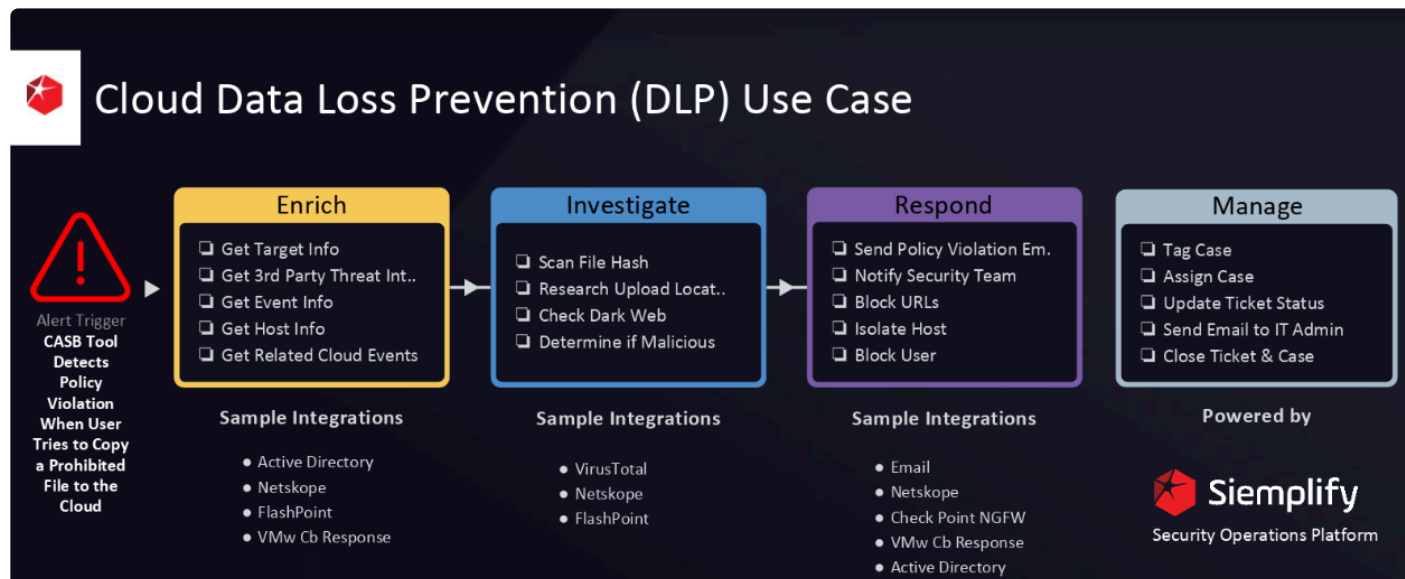 Cloud Data Loss Prevention (DLP) Use Case
Alert Trigger
CASB Tool
Detects
Policy
Violation
When User
Tries to Copy
a Prohibited
File to the
Cloud
Enrich
Get Target Info
Get 3rd Party Threat Int..
Get Event Info
Get Host Info
Get Related Cloud Events
Sample Integrations
Active Directory
Netskope
FlashPoint
VMw Cb Response
Investigate
Scan File Hash
Research Upload Locat..
Check Dark Web
Determine if Malicious
Sample Integrations
VirusTotal
Netskope
FlashPoint
Respond
Send Policy Violation Em.
Notify Security Team
Block URLs
Isolate Host
Block User
Sample Integrations
Email
Netskope
Check Point NGFW
VMw Cb Response
Active Directory
Manage
Tag Case
Assign Case
Update Ticket Status
Send Email to IT Admin
Close Ticket & Case
Powered by
Siemplify
Security Operations Platform